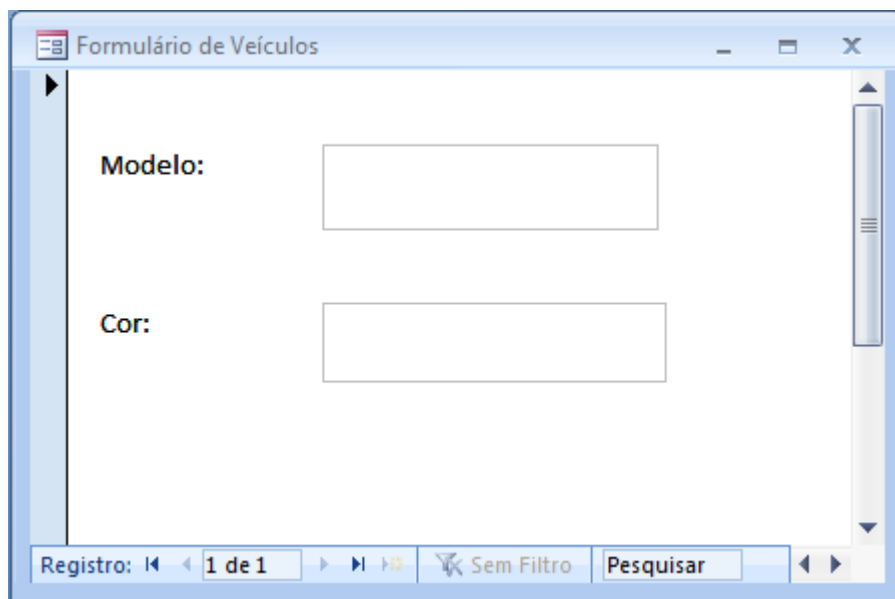 Formulário de Veículos
Modelo:
Cor:
Registro: 1 de 1 Sem Filtro Pesquisar